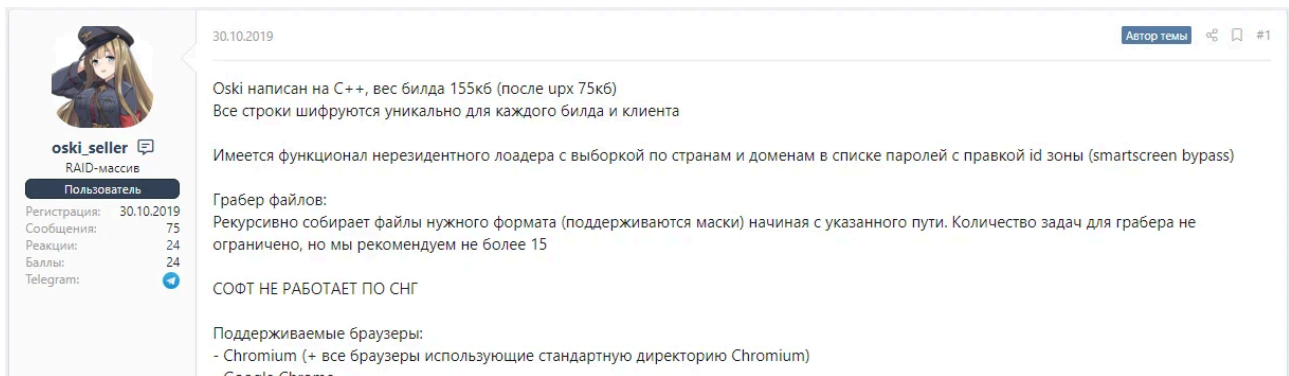 30.10.2019
Автор темы
#1
oski_seller
RAID-массив
Пользователь
Регистрация: 30.10.2019
Сообщения: 75
Реакции: 24
Баллы: 24
Telegram:
Oski написан на C++, вес билда 155кб (после upx 75кб)
Все строки шифруются уникально для каждого билда и клиента
Имеется функционал нерезидентного лоадера с выборкой по странам и доменам в списке паролей с правкой id зоны (smartscreen bypass)
Грабер файлов:
Рекурсивно собирает файлы нужного формата (поддерживаются маски) начиная с указанного пути. Количество задач для грабера не
ограничено, но мы рекомендуем не более 15
СОФТ НЕ РАБОТАЕТ ПО СНГ
Поддерживаемые браузеры:
- Chromium (+ все браузеры использующие стандартную директорию Chromium)
- Google Chrome